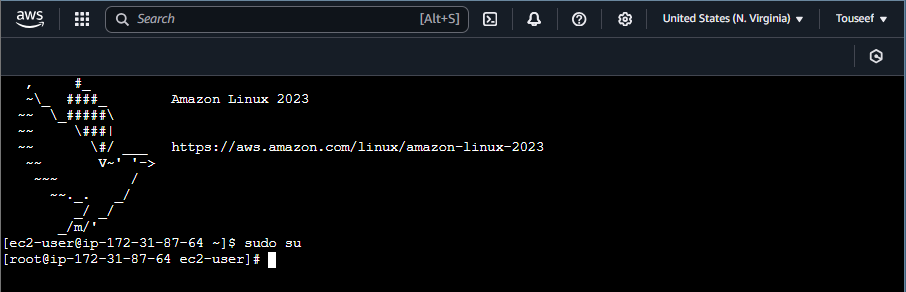 aws
Search [Alt+S] United States (N. Virginia) Touseef
   ,     #_
   ~\_  ####_        Amazon Linux 2023
  ~~  \_#####\
  ~~     \###|
  ~~       \#/ ___   https://aws.amazon.com/linux/amazon-linux-2023
   ~~       V~' '->
    ~~~         /
      ~~._.   _/
         _/ _/
       _/m/'
[ec2-user@ip-172-31-87-64 ~]$ sudo su
[root@ip-172-31-87-64 ec2-user]#